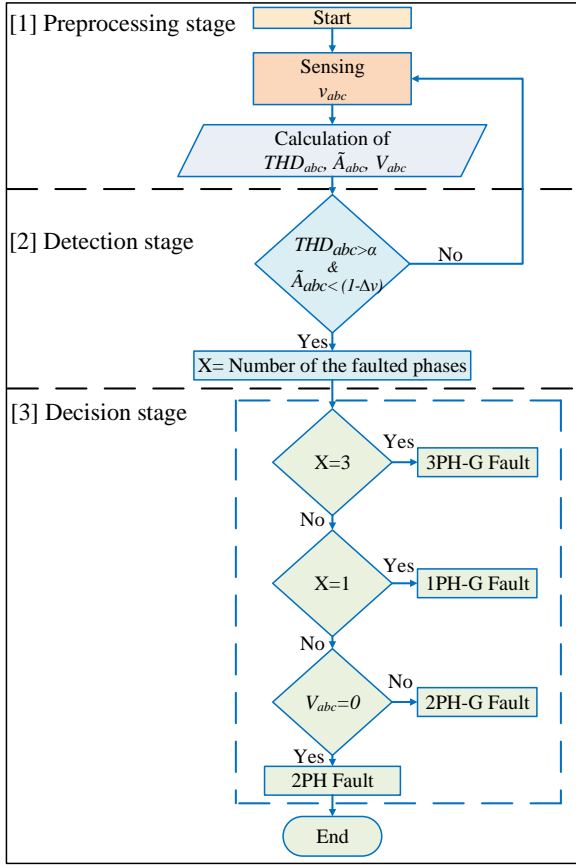 [1] Preprocessing stage
Start
Sensing
v_abc
Calculation of
THD_abc, Ã_abc, V_abc
[2] Detection stage
THD_abc>α
&
Ã_abc<(1-Δv)
No
Yes
X= Number of the faulted phases
[3] Decision stage
X=3
Yes
3PH-G Fault
No
X=1
Yes
1PH-G Fault
No
V_abc=0
No
2PH-G Fault
Yes
2PH Fault
End